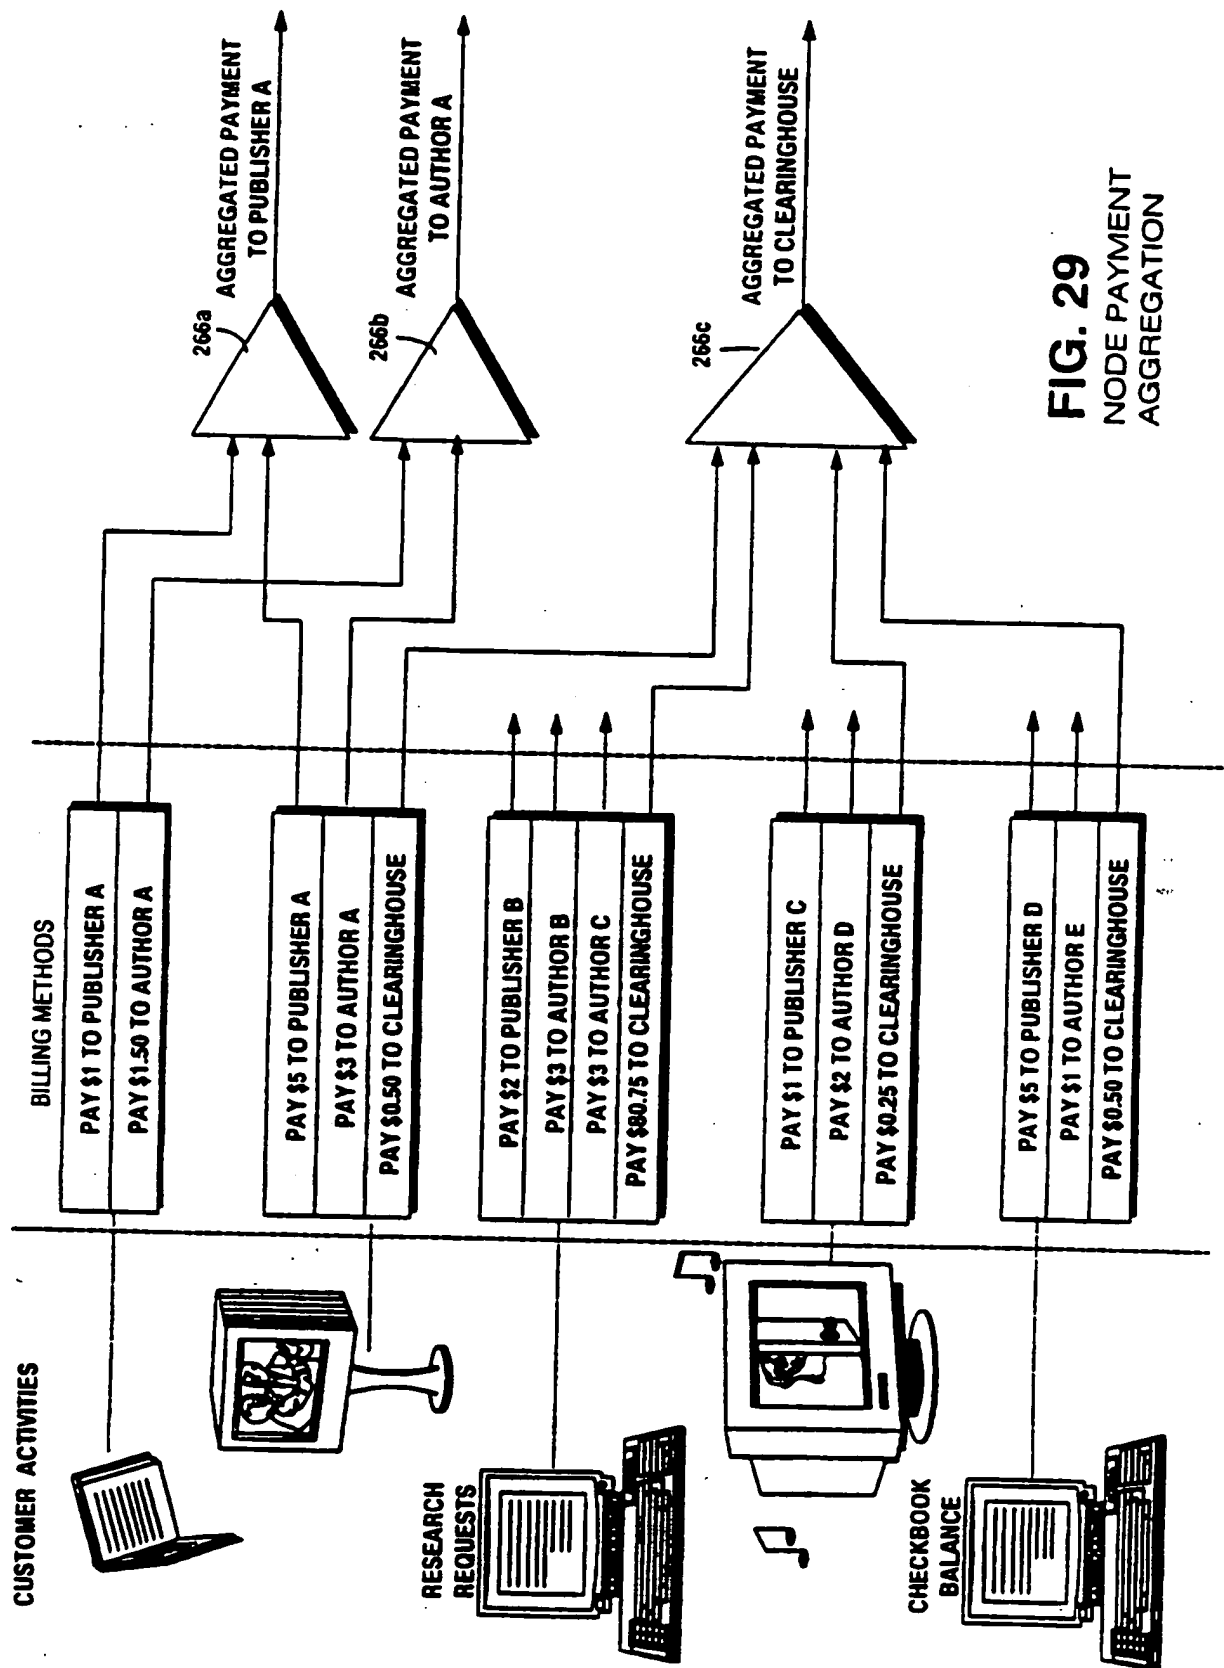 CUSTOMER ACTIVITIES
BILLING METHODS
PAY $1 TO PUBLISHER A
PAY $1.50 TO AUTHOR A
PAY $5 TO PUBLISHER A
PAY $3 TO AUTHOR A
PAY $0.50 TO CLEARINGHOUSE
RESEARCH
REQUESTS
PAY $2 TO PUBLISHER B
PAY $3 TO AUTHOR B
PAY $3 TO AUTHOR C
PAY $80.75 TO CLEARINGHOUSE
PAY $1 TO PUBLISHER C
PAY $2 TO AUTHOR D
PAY $0.25 TO CLEARINGHOUSE
CHECKBOOK
BALANCE
PAY $5 TO PUBLISHER D
PAY $1 TO AUTHOR E
PAY $0.50 TO CLEARINGHOUSE
266a
AGGREGATED PAYMENT
TO PUBLISHER A
266b
AGGREGATED PAYMENT
TO AUTHOR A
266c
AGGREGATED PAYMENT
TO CLEARINGHOUSE
FIG. 29
NODE PAYMENT
AGGREGATION